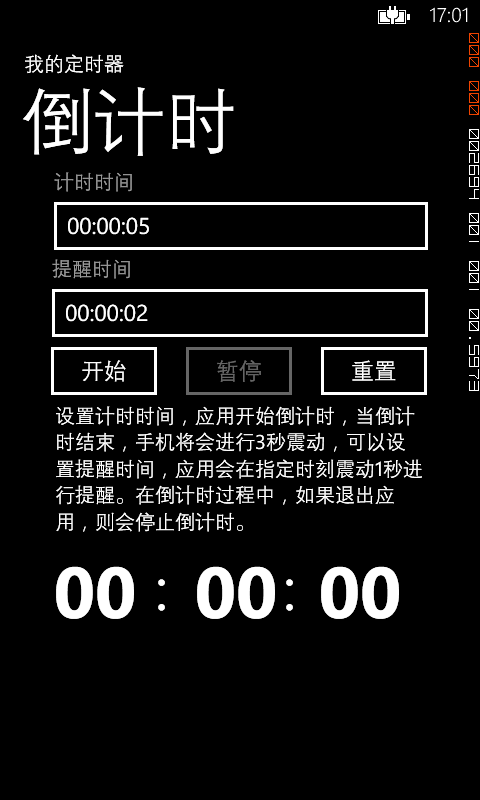 17:01
我的定时器
倒计时
计时时间
00:00:05
提醒时间
00:00:02
开始 暂停 重置
设置计时时间，应用开始倒计时，当倒计
时结束，手机将会进行3秒震动，可以设
置提醒时间，应用会在指定时刻震动1秒进
行提醒。在倒计时过程中，如果退出应
用，则会停止倒计时。
00 : 00 : 00
000 000 002694 100 100